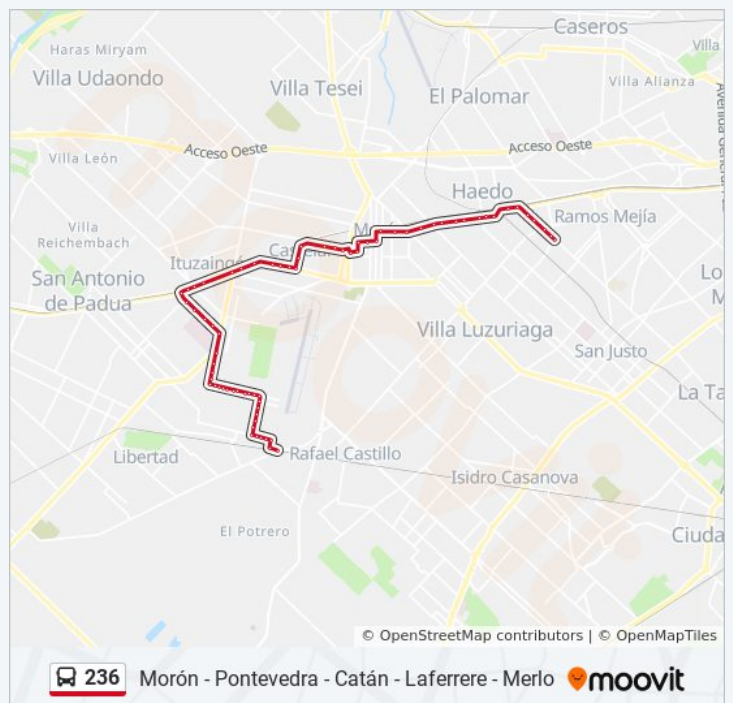 Caseros
Haras Miryam
Villa
Villa Udaondo
Villa Tesei
Villa Alianza
El Palomar
Acceso Oeste
Acceso Oeste
Villa León
Haedo
Ramos Mejía
Villa
Reichembach
Ituzaingó
San Antonio
de Padua
Villa Luzuriaga
San Justo
La Ta
Rafael Castillo
Libertad
Isidro Casanova
El Potrero
Ciuda
© OpenStreetMap contributors | © OpenMapTiles
236 Morón - Pontevedra - Catán - Laferrere - Merlo moovit